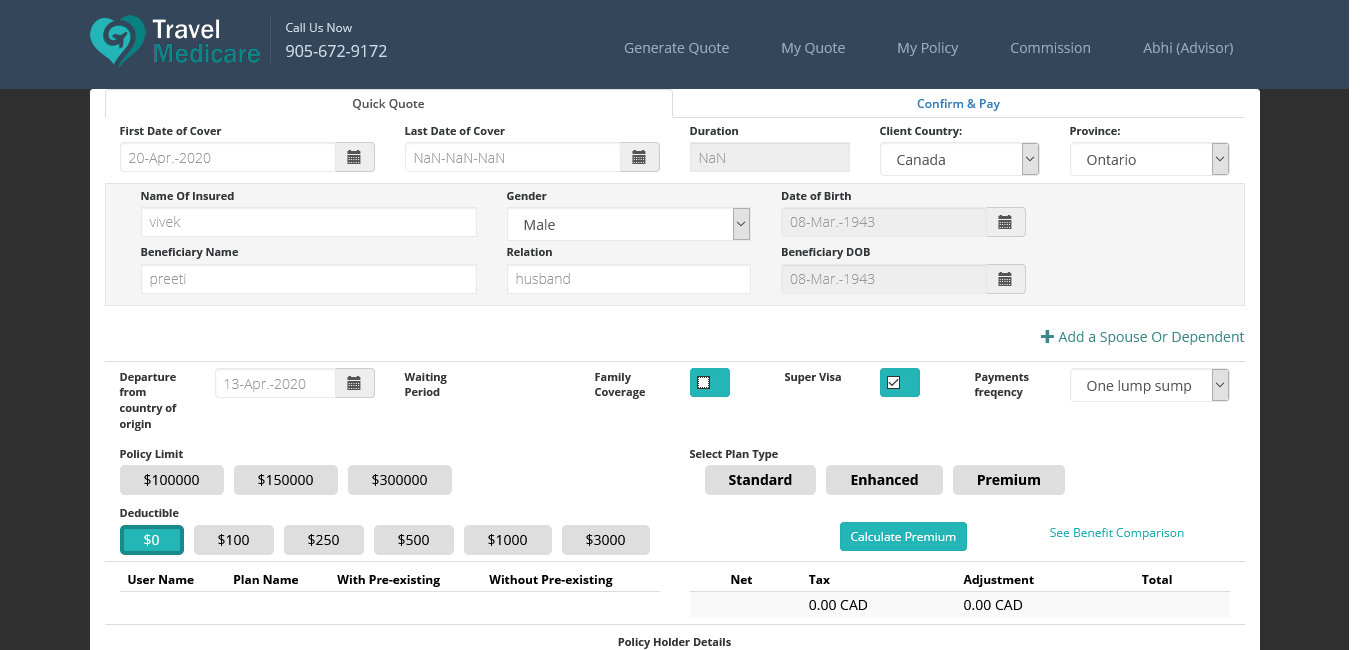 Travel
Medicare
Call Us Now
905-672-9172
Generate Quote My Quote My Policy Commission Abhi (Advisor)
Quick Quote Confirm & Pay
First Date of Cover Last Date of Cover Duration Client Country: Province:
20-Apr.-2020 NaN-NaN-NaN NaN Canada Ontario
Name Of Insured Gender Date of Birth
vivek Male 08-Mar.-1943
Beneficiary Name Relation Beneficiary DOB
preeti husband 08-Mar.-1943
Add a Spouse Or Dependent
Departure from country of origin 13-Apr.-2020 Waiting Period Family Coverage Super Visa Payments freqency One lump sump
Policy Limit Select Plan Type
$100000 $150000 $300000 Standard Enhanced Premium
Deductible
$0 $100 $250 $500 $1000 $3000 Calculate Premium See Benefit Comparison
User Name Plan Name With Pre-existing Without Pre-existing Net Tax Adjustment Total
0.00 CAD 0.00 CAD
Policy Holder Details